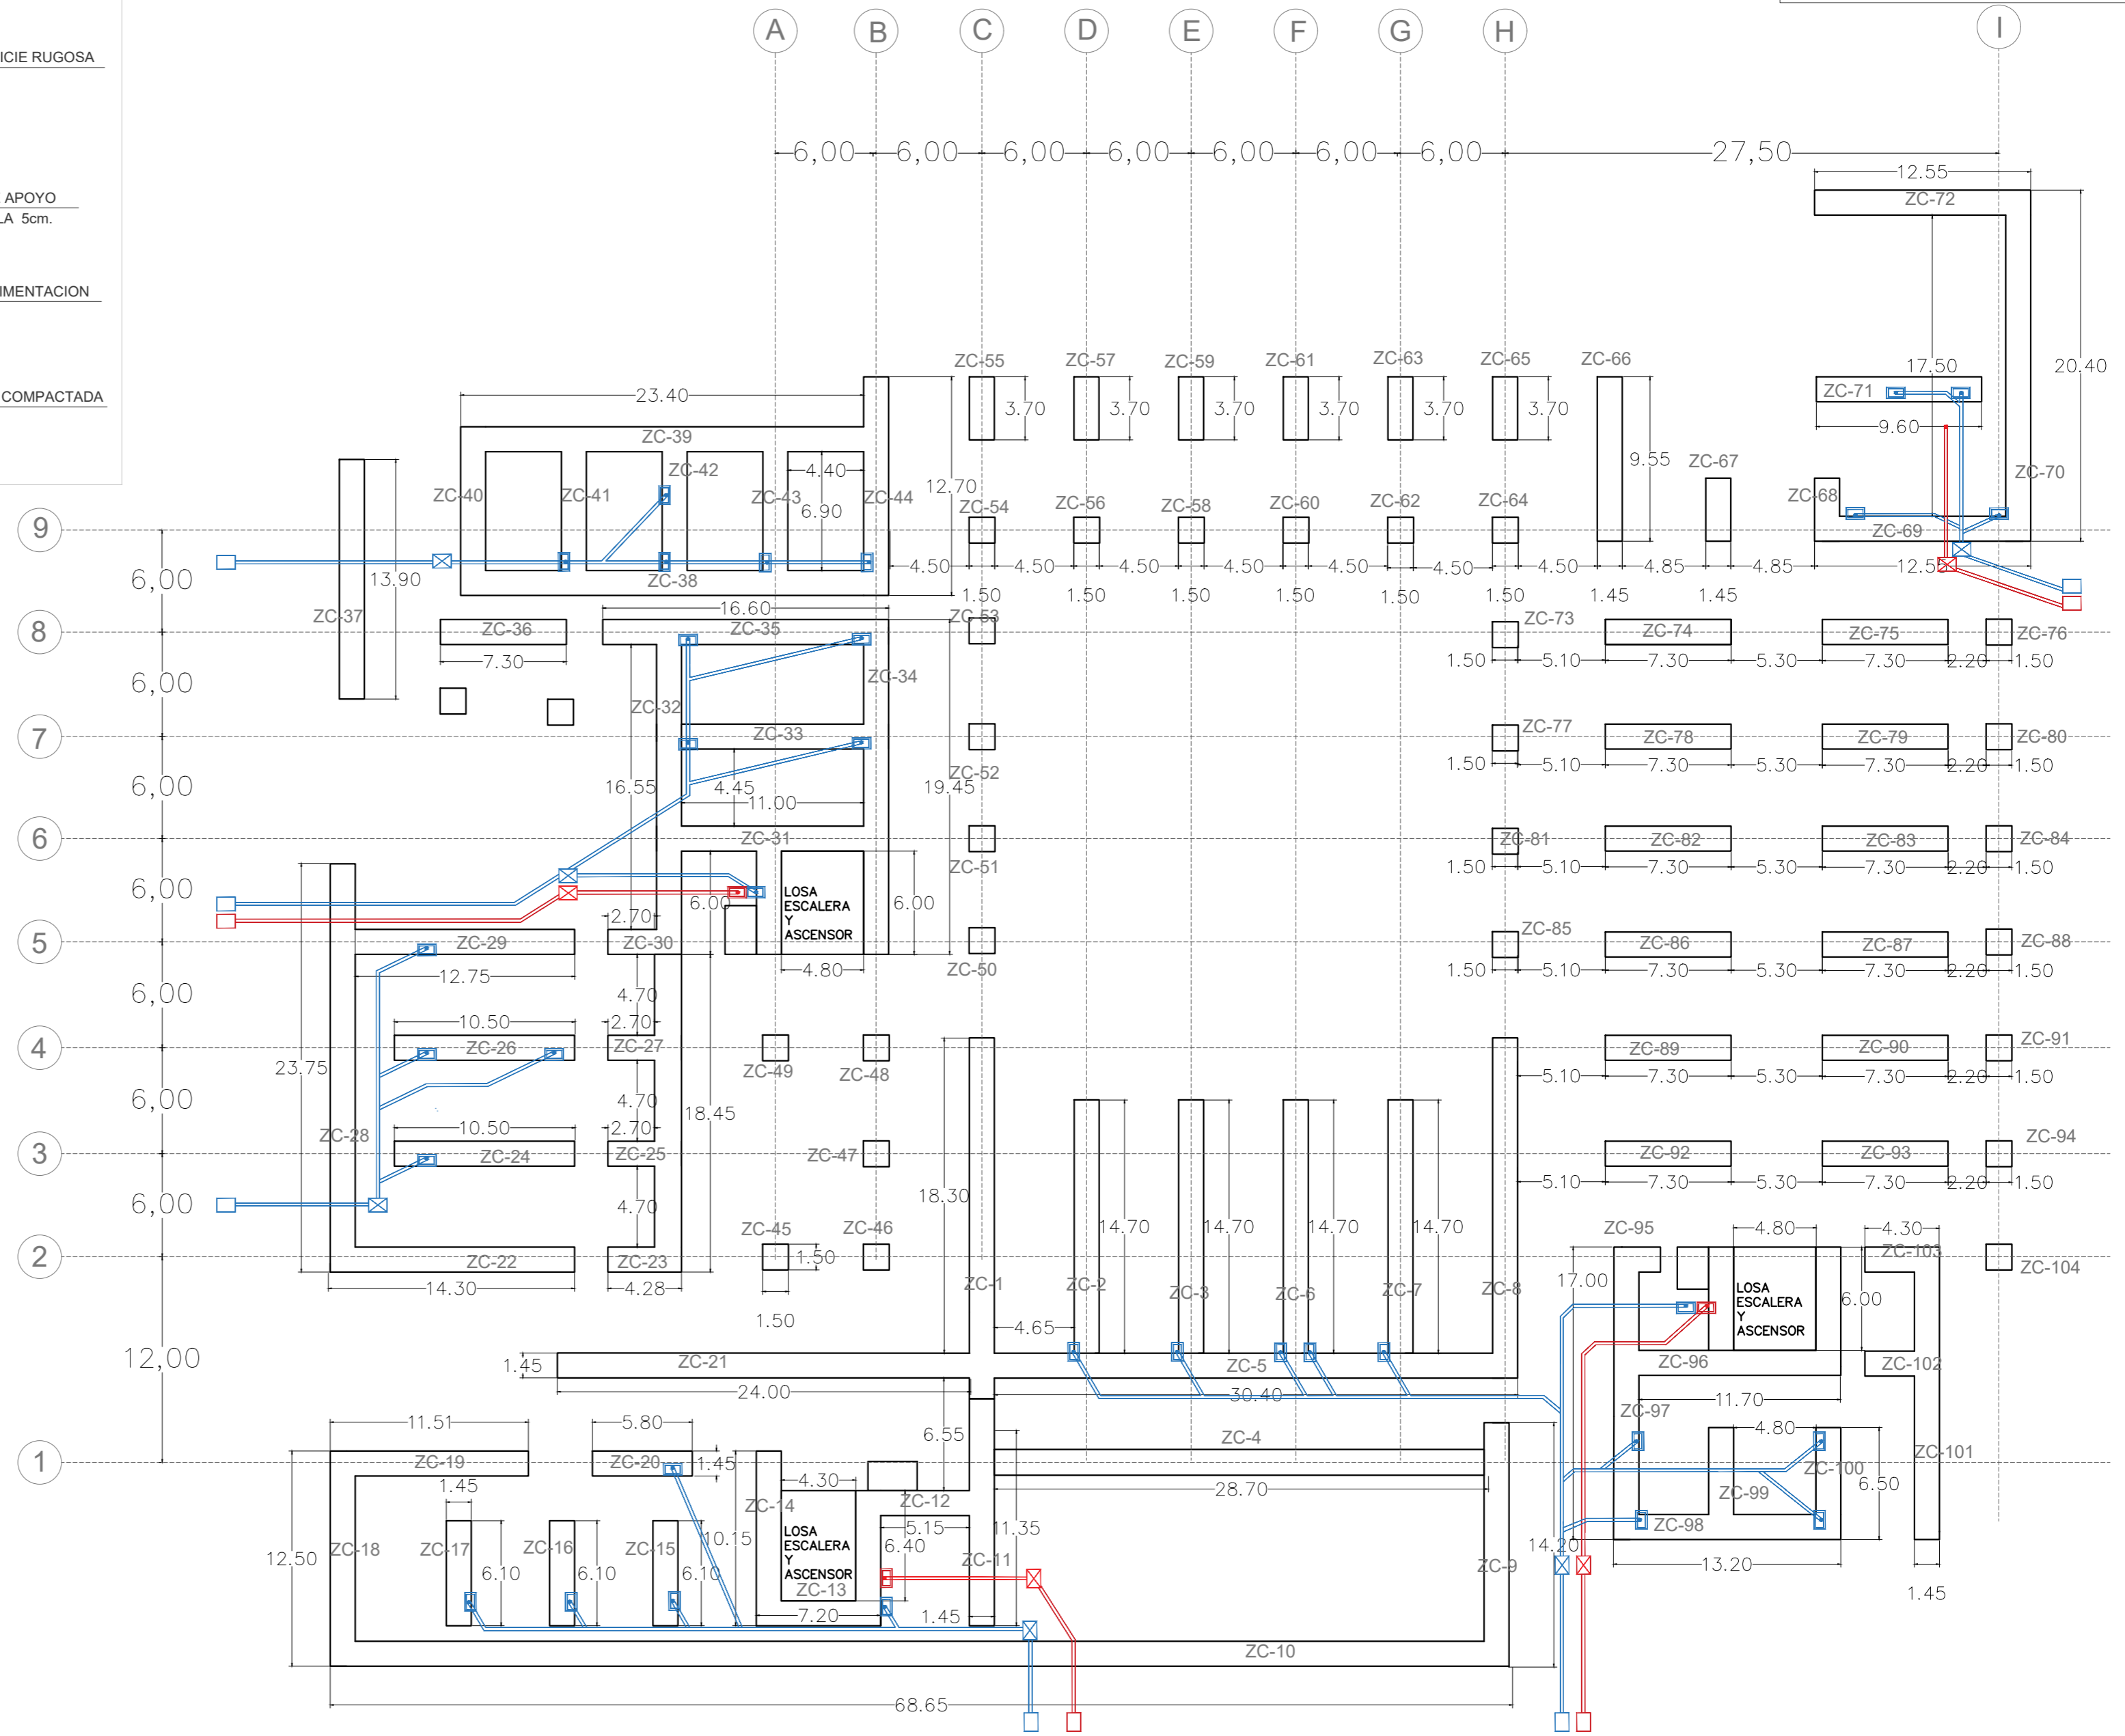 A B C D E F G H I
ICIE RUGOSA
6,00 6,00 6,00 6,00 6,00 6,00 6,00 27,50
12.55
APOYO
ZC-72
LA 5cm.
IMENTACION
ZC-55 ZC-57 ZC-59 ZC-61 ZC-63 ZC-65 ZC-66
17.50 20.40
COMPACTADA
23.40
ZC-71
3.70 3.70 3.70 3.70 3.70 3.70
9.60
ZC-39
9.55 ZC-67
ZC-42
4.40
12.70
ZC-70
ZC-40 ZC-41 ZC-43 ZC-44
ZC-68
6.90
ZC-54 ZC-56 ZC-58 ZC-60 ZC-62 ZC-64
9
ZC-69
6,00
13.90
ZC-38
4.50 4.50 4.50 4.50 4.50 4.50 4.50 4.85 4.85
1.50 1.50 1.50 1.50 1.50 1.50 1.45 1.45
16.60
ZC-37
ZC-53
8
ZC-36 ZC-35
ZC-73 ZC-74 ZC-75 ZC-76
7.30
1.50 5.10 7.30 5.30 7.30 2.20 1.50
6,00
ZC-34
ZC-32
7
ZC-33
ZC-77 ZC-78 ZC-79 ZC-80
1.50 5.10 7.30 5.30 7.30 2.20 1.50
ZC-52
6,00
16.55 4.45 19.45
11.00
6
ZC-31
ZC-81 ZC-82 ZC-83 ZC-84
ZC-51
1.50 5.10 7.30 5.30 7.30 2.20 1.50
6,00
LOSA
ESCALERA
Y
ASCENSOR
6.00 6.00
2.70
5
ZC-29 ZC-30
ZC-85 ZC-86 ZC-87 ZC-88
ZC-50
12.75 4.80
1.50 5.10 7.30 5.30 7.30 2.20 1.50
6,00
4.70
10.50 2.70
4
ZC-26 ZC-27
ZC-89 ZC-90 ZC-91
23.75
ZC-49 ZC-48
5.10 7.30 5.30 7.30 2.20 1.50
6,00
4.70
18.45
10.50 2.70
ZC-28
3
ZC-24 ZC-25 ZC-47
ZC-92 ZC-93 ZC-94
5.10 7.30 5.30 7.30 2.20 1.50
18.30
6,00
4.70
14.70 14.70 14.70 14.70
ZC-45 ZC-46
ZC-95 4.80 4.30
2
ZC-22 ZC-23
1.50
ZC-103
ZC-104
14.30 4.28
ZC-1 ZC-2 ZC-3 ZC-6 ZC-7 ZC-8
17.00
LOSA
ESCALERA
Y
ASCENSOR
6.00
1.50
4.65
12,00
1.45
ZC-21 ZC-5
ZC-96 ZC-102
24.00 30.40
11.70
11.51 5.80
ZC-97 4.80
6.55
ZC-4
ZC-101
1
ZC-19 ZC-20
1.45
ZC-100
1.45
4.30
28.70
ZC-99
6.50
ZC-14 ZC-12
ZC-98
LOSA
ESCALERA
Y
ASCENSOR
10.15 5.15 11.35
ZC-18 ZC-17 ZC-16 ZC-15
6.40
ZC-11
14.20
12.50
6.10 6.10 6.10
ZC-13
ZC-9
13.20
7.20 1.45
1.45
ZC-10
68.65